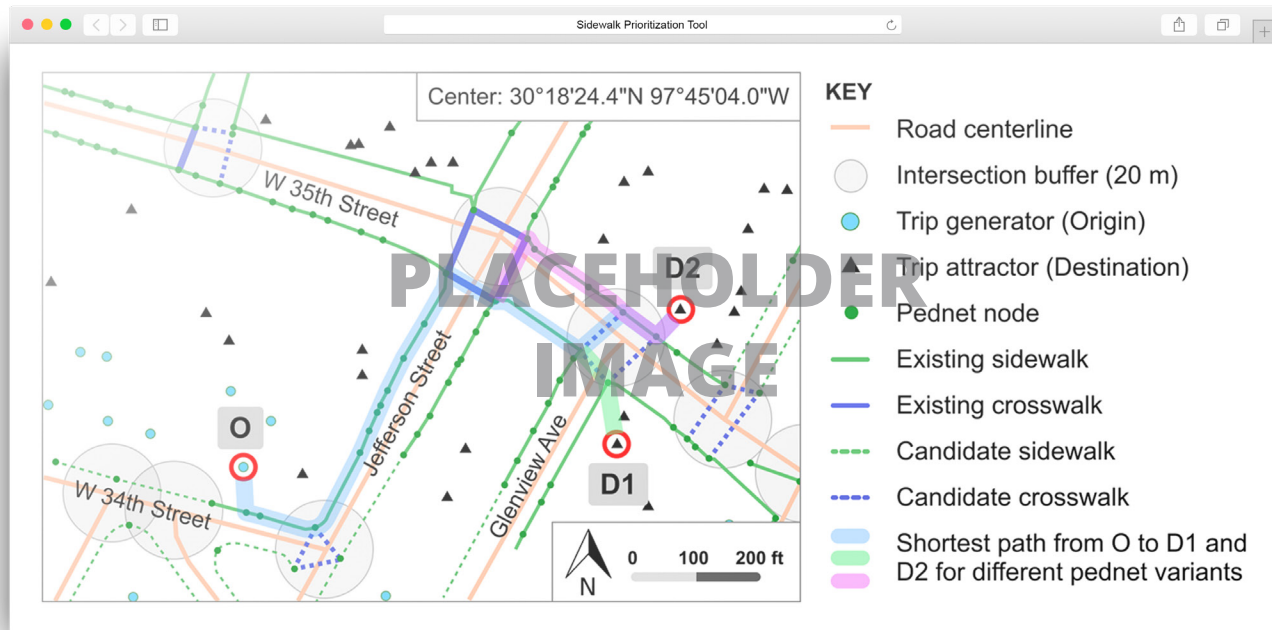 Sidewalk Prioritization Tool
Center: 30°18'24.4"N 97°45'04.0"W
W 35th Street
D2
PLACEHOLDER
IMAGE
Jefferson Street
O
Glenview Ave
D1
W 34th Street
0 100 200 ft
N
KEY
Road centerline
Intersection buffer (20 m)
Trip generator (Origin)
Trip attractor (Destination)
Pednet node
Existing sidewalk
Existing crosswalk
Candidate sidewalk
Candidate crosswalk
Shortest path from O to D1 and
D2 for different pednet variants